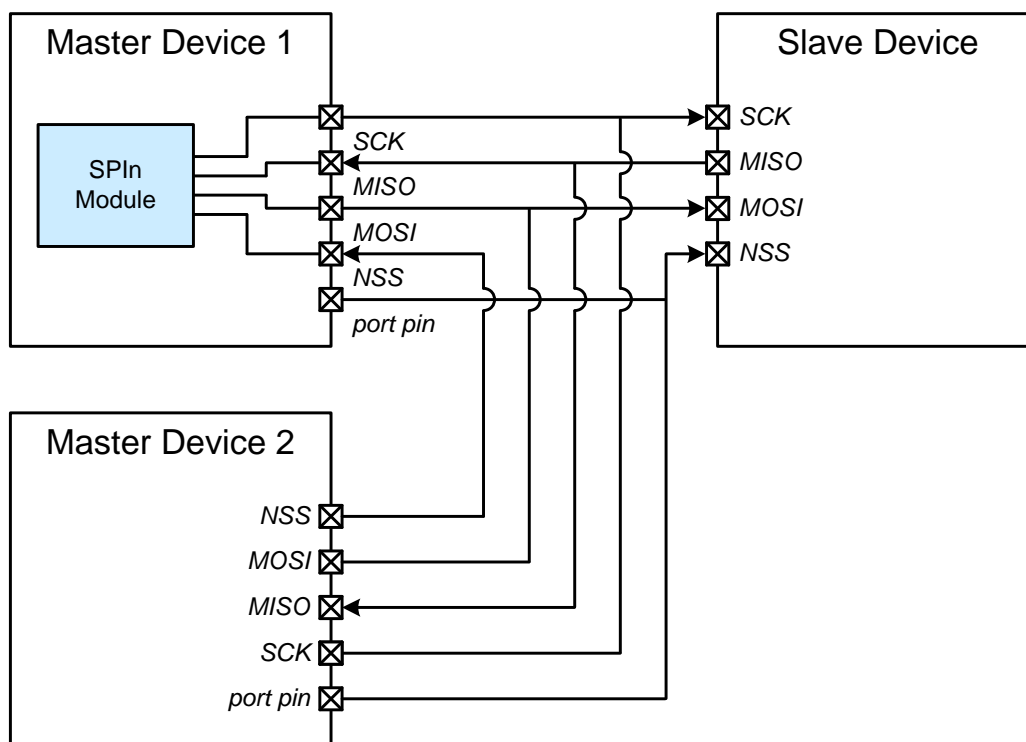 Master Device 1
SPIn
Module
SCK
MISO
MOSI
NSS
port pin
Slave Device
SCK
MISO
MOSI
NSS
Master Device 2
NSS
MOSI
MISO
SCK
port pin